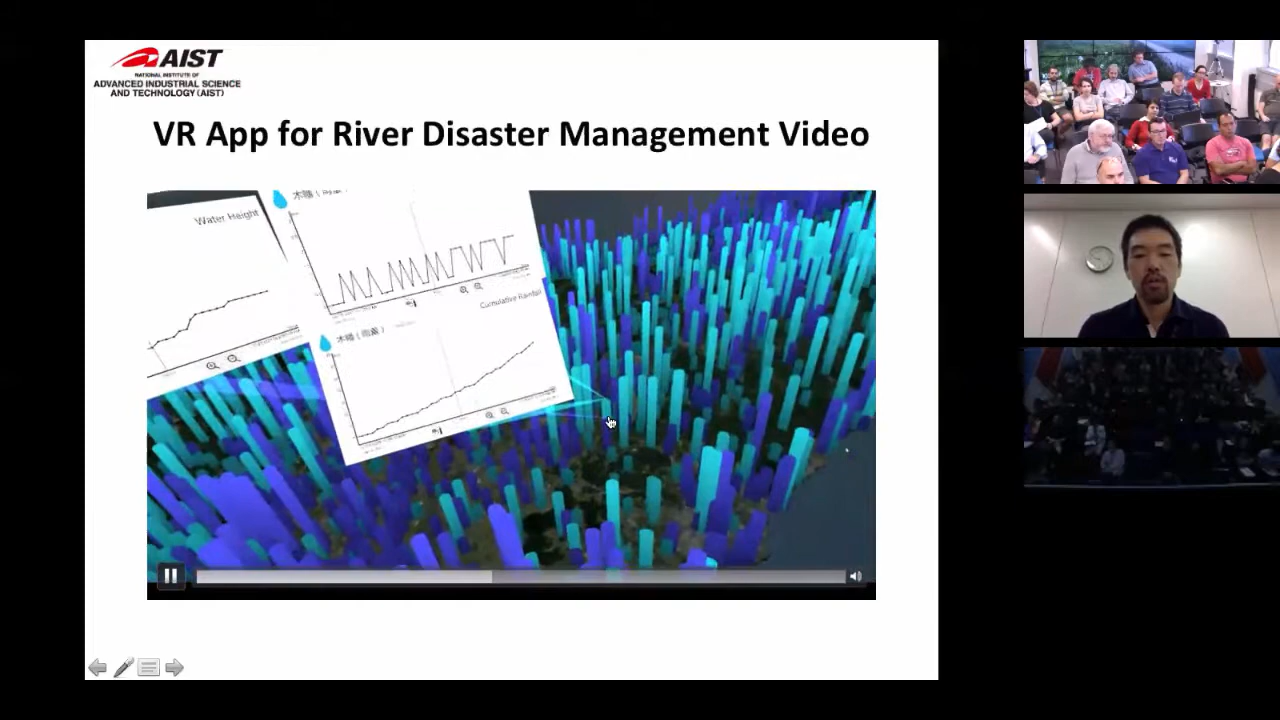 AIST
NATIONAL INSTITUTE OF
ADVANCED INDUSTRIAL SCIENCE
AND TECHNOLOGY (AIST)
VR App for River Disaster Management Video
Water Height
Cumulative Rainfall